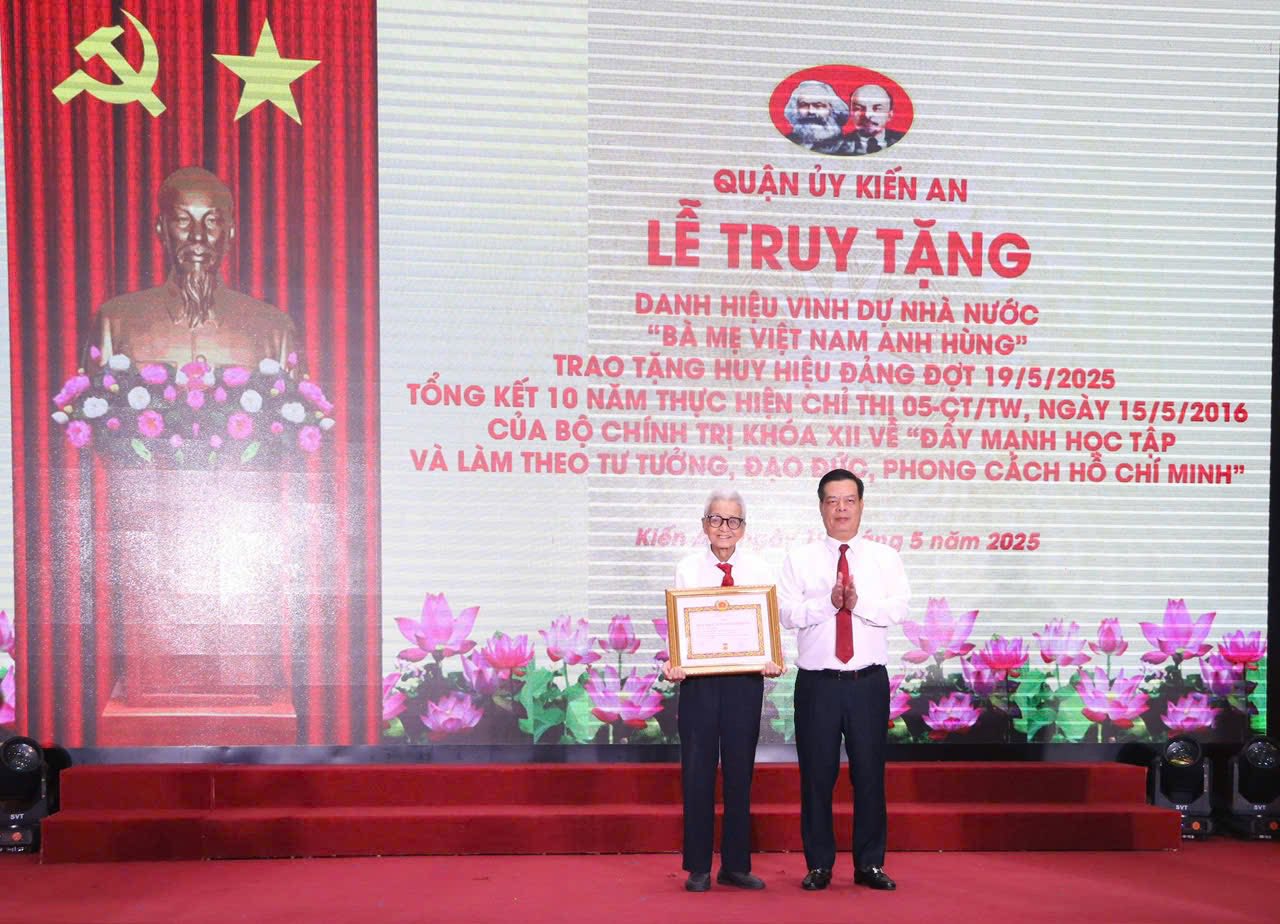 QUẬN ỦY KIẾN AN
LỄ TRUY TẶNG
DANH HIỆU VINH DỰ NHÀ NƯỚC
“BÀ MẸ VIỆT NAM ANH HÙNG”
TRAO TẶNG HUY HIỆU ĐẢNG ĐỢT 19/5/2025
TỔNG KẾT 10 NĂM THỰC HIỆN CHỈ THỊ 05-CT/TW, NGÀY 15/5/2016
CỦA BỘ CHÍNH TRỊ KHÓA XII VỀ “ĐẨY MẠNH HỌC TẬP
VÀ LÀM THEO TƯ TƯỞNG, ĐẠO ĐỨC, PHONG CÁCH HỒ CHÍ MINH”
Kiến ngày 5 năm 2025
SVT
SVT